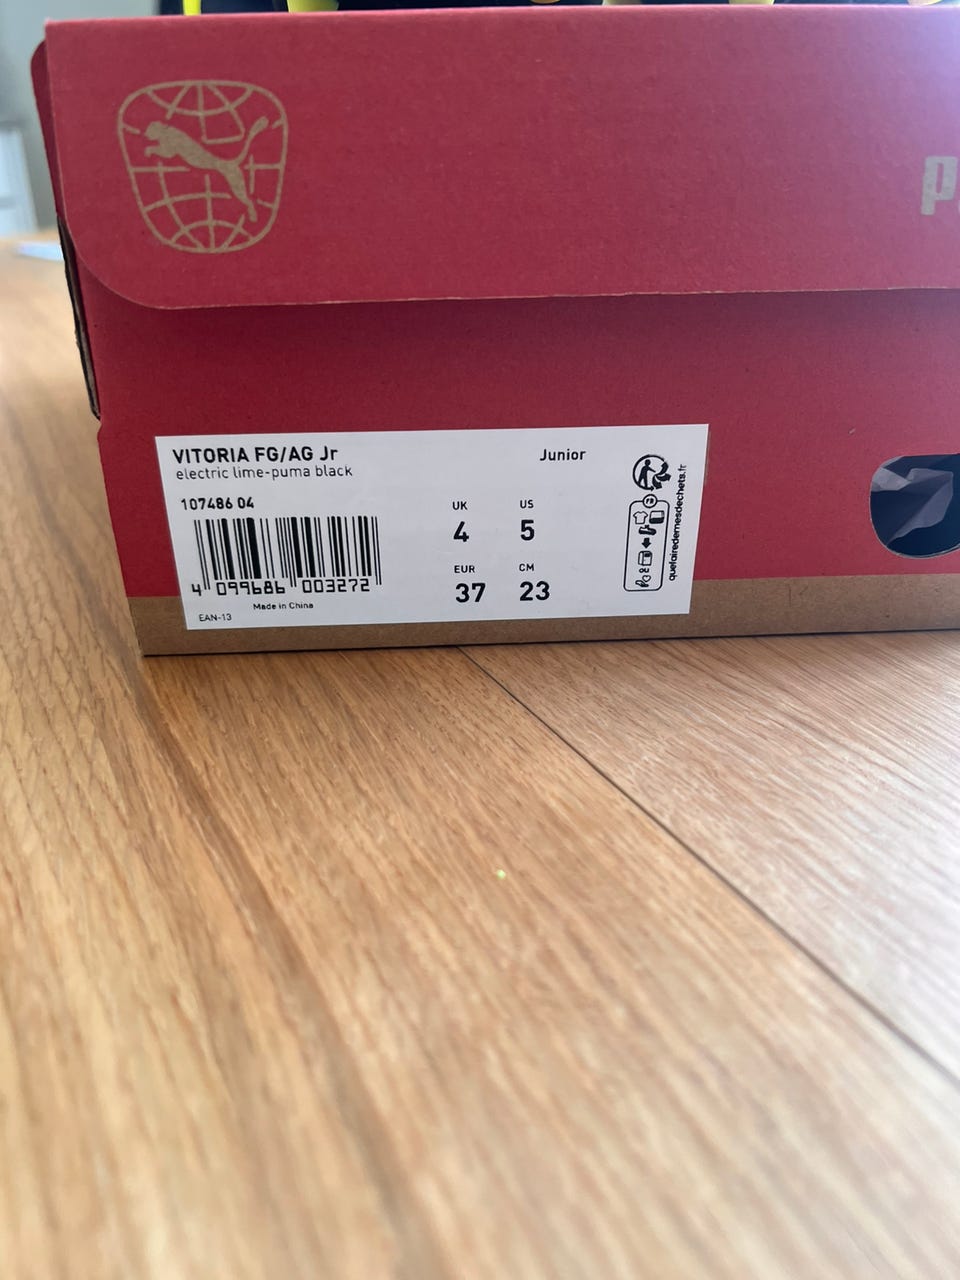 VITORIA FG/AG Jr
Junior
electric lime-puma black
107486 04
UK
US
4
5
EUR
CM
37
23
4 099686 003272
Made in China
EAN-13
FR
quefairedemesdechets.fr